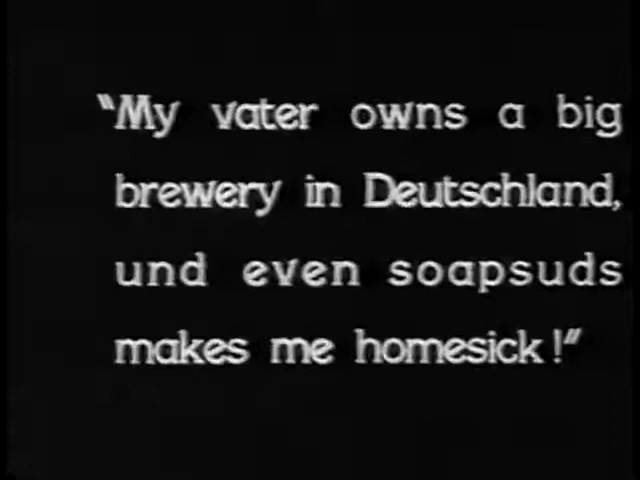 "My vater owns a big
brewery in Deutschland,
und even soapsuds
makes me homesick!"